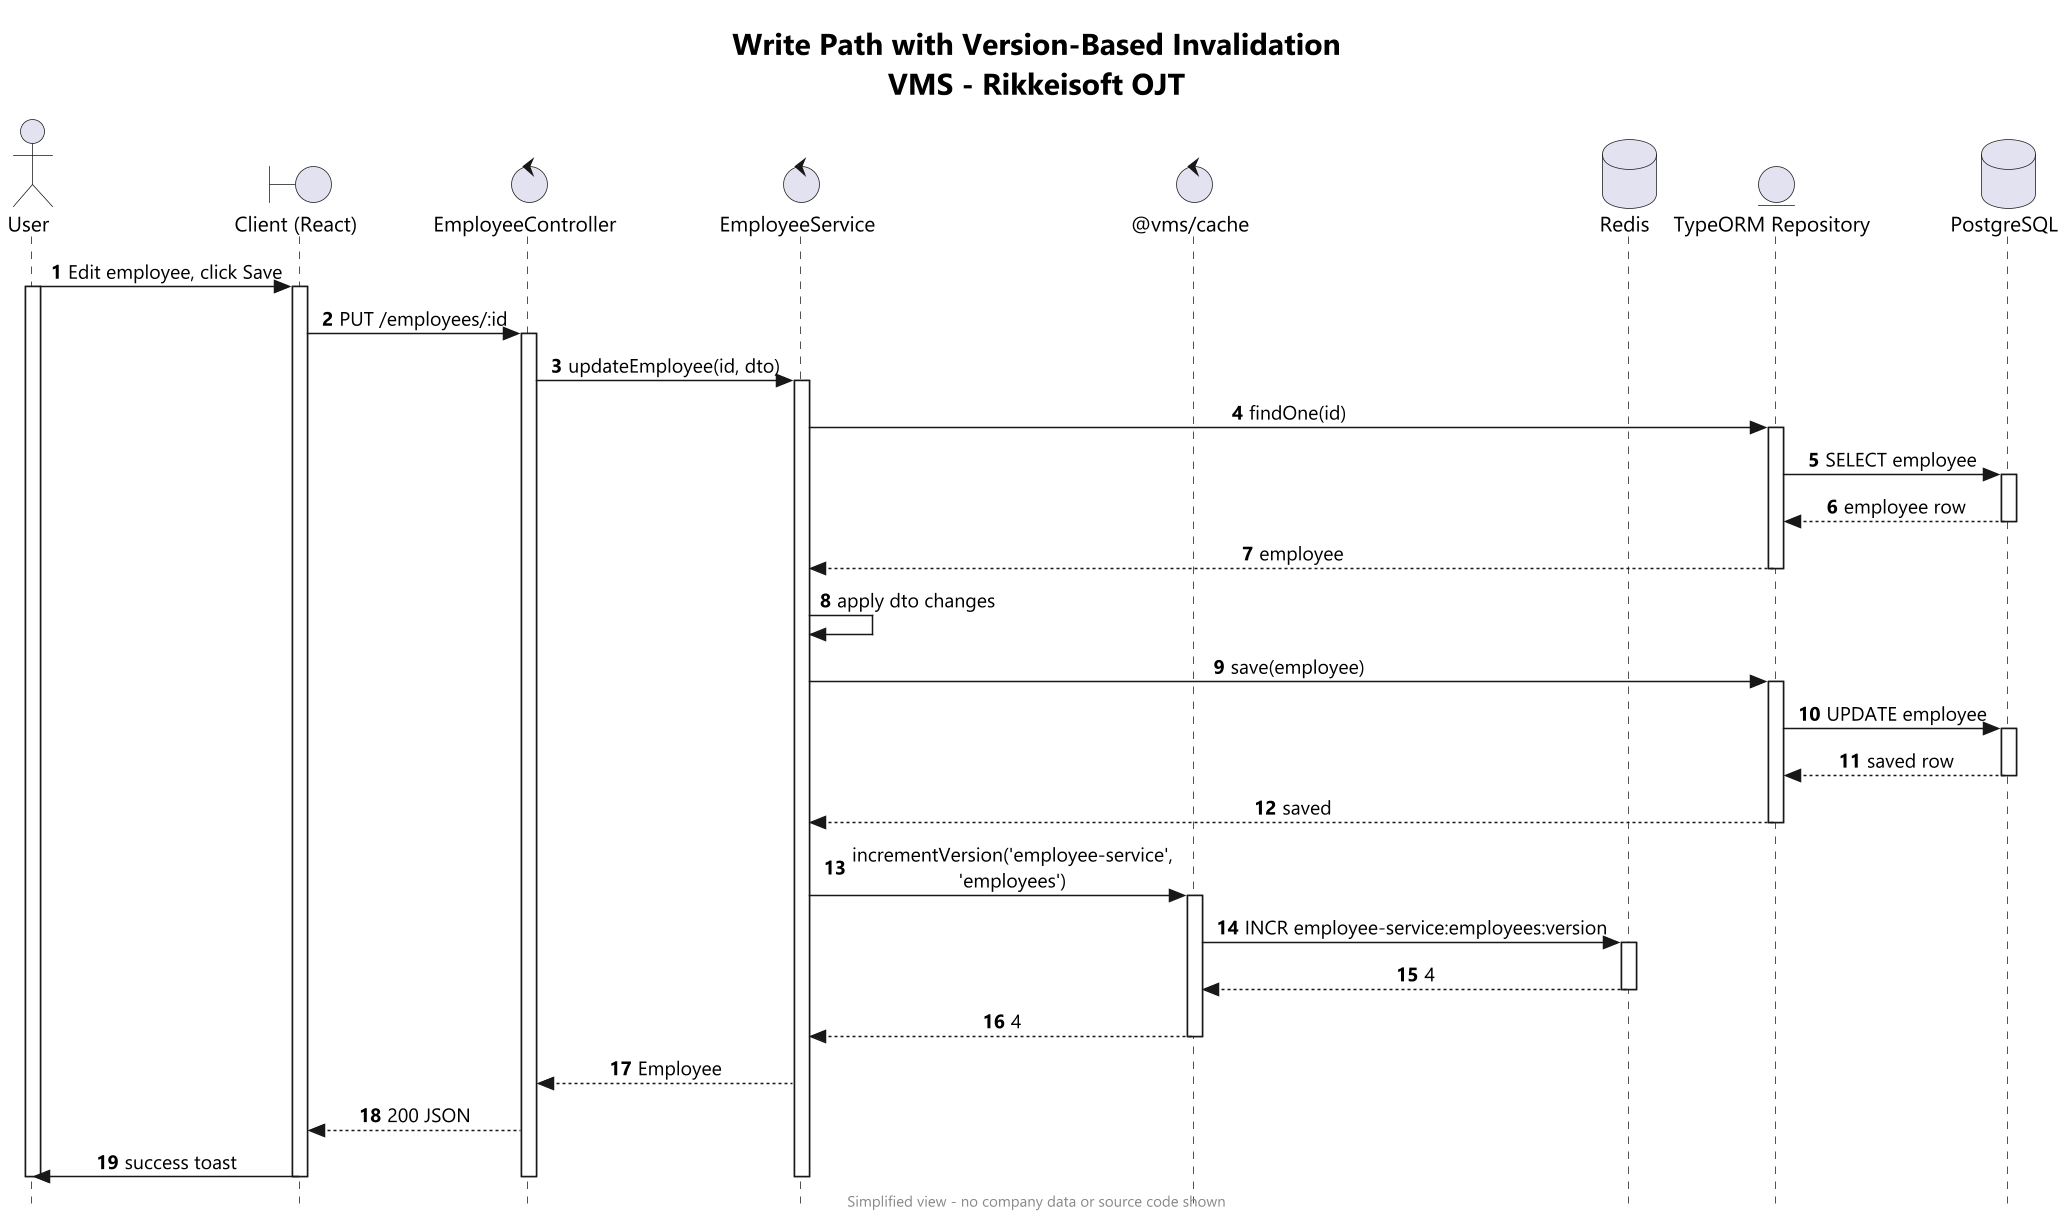 Write Path with Version-Based Invalidation
VMS - Rikkeisoft OJT
User
Client (React)
EmployeeController
EmployeeService
@vms/cache
Redis
TypeORM Repository
PostgreSQL
1 Edit employee, click Save
2 PUT /employees/:id
3 updateEmployee(id, dto)
4 findOne(id)
5 SELECT employee
6 employee row
7 employee
8 apply dto changes
9 save(employee)
10 UPDATE employee
11 saved row
12 saved
13 incrementVersion('employee-service',
'employees')
14 INCR employee-service:employees:version
15 4
16 4
17 Employee
18 200 JSON
19 success toast
Simplified view - no company data or source code shown